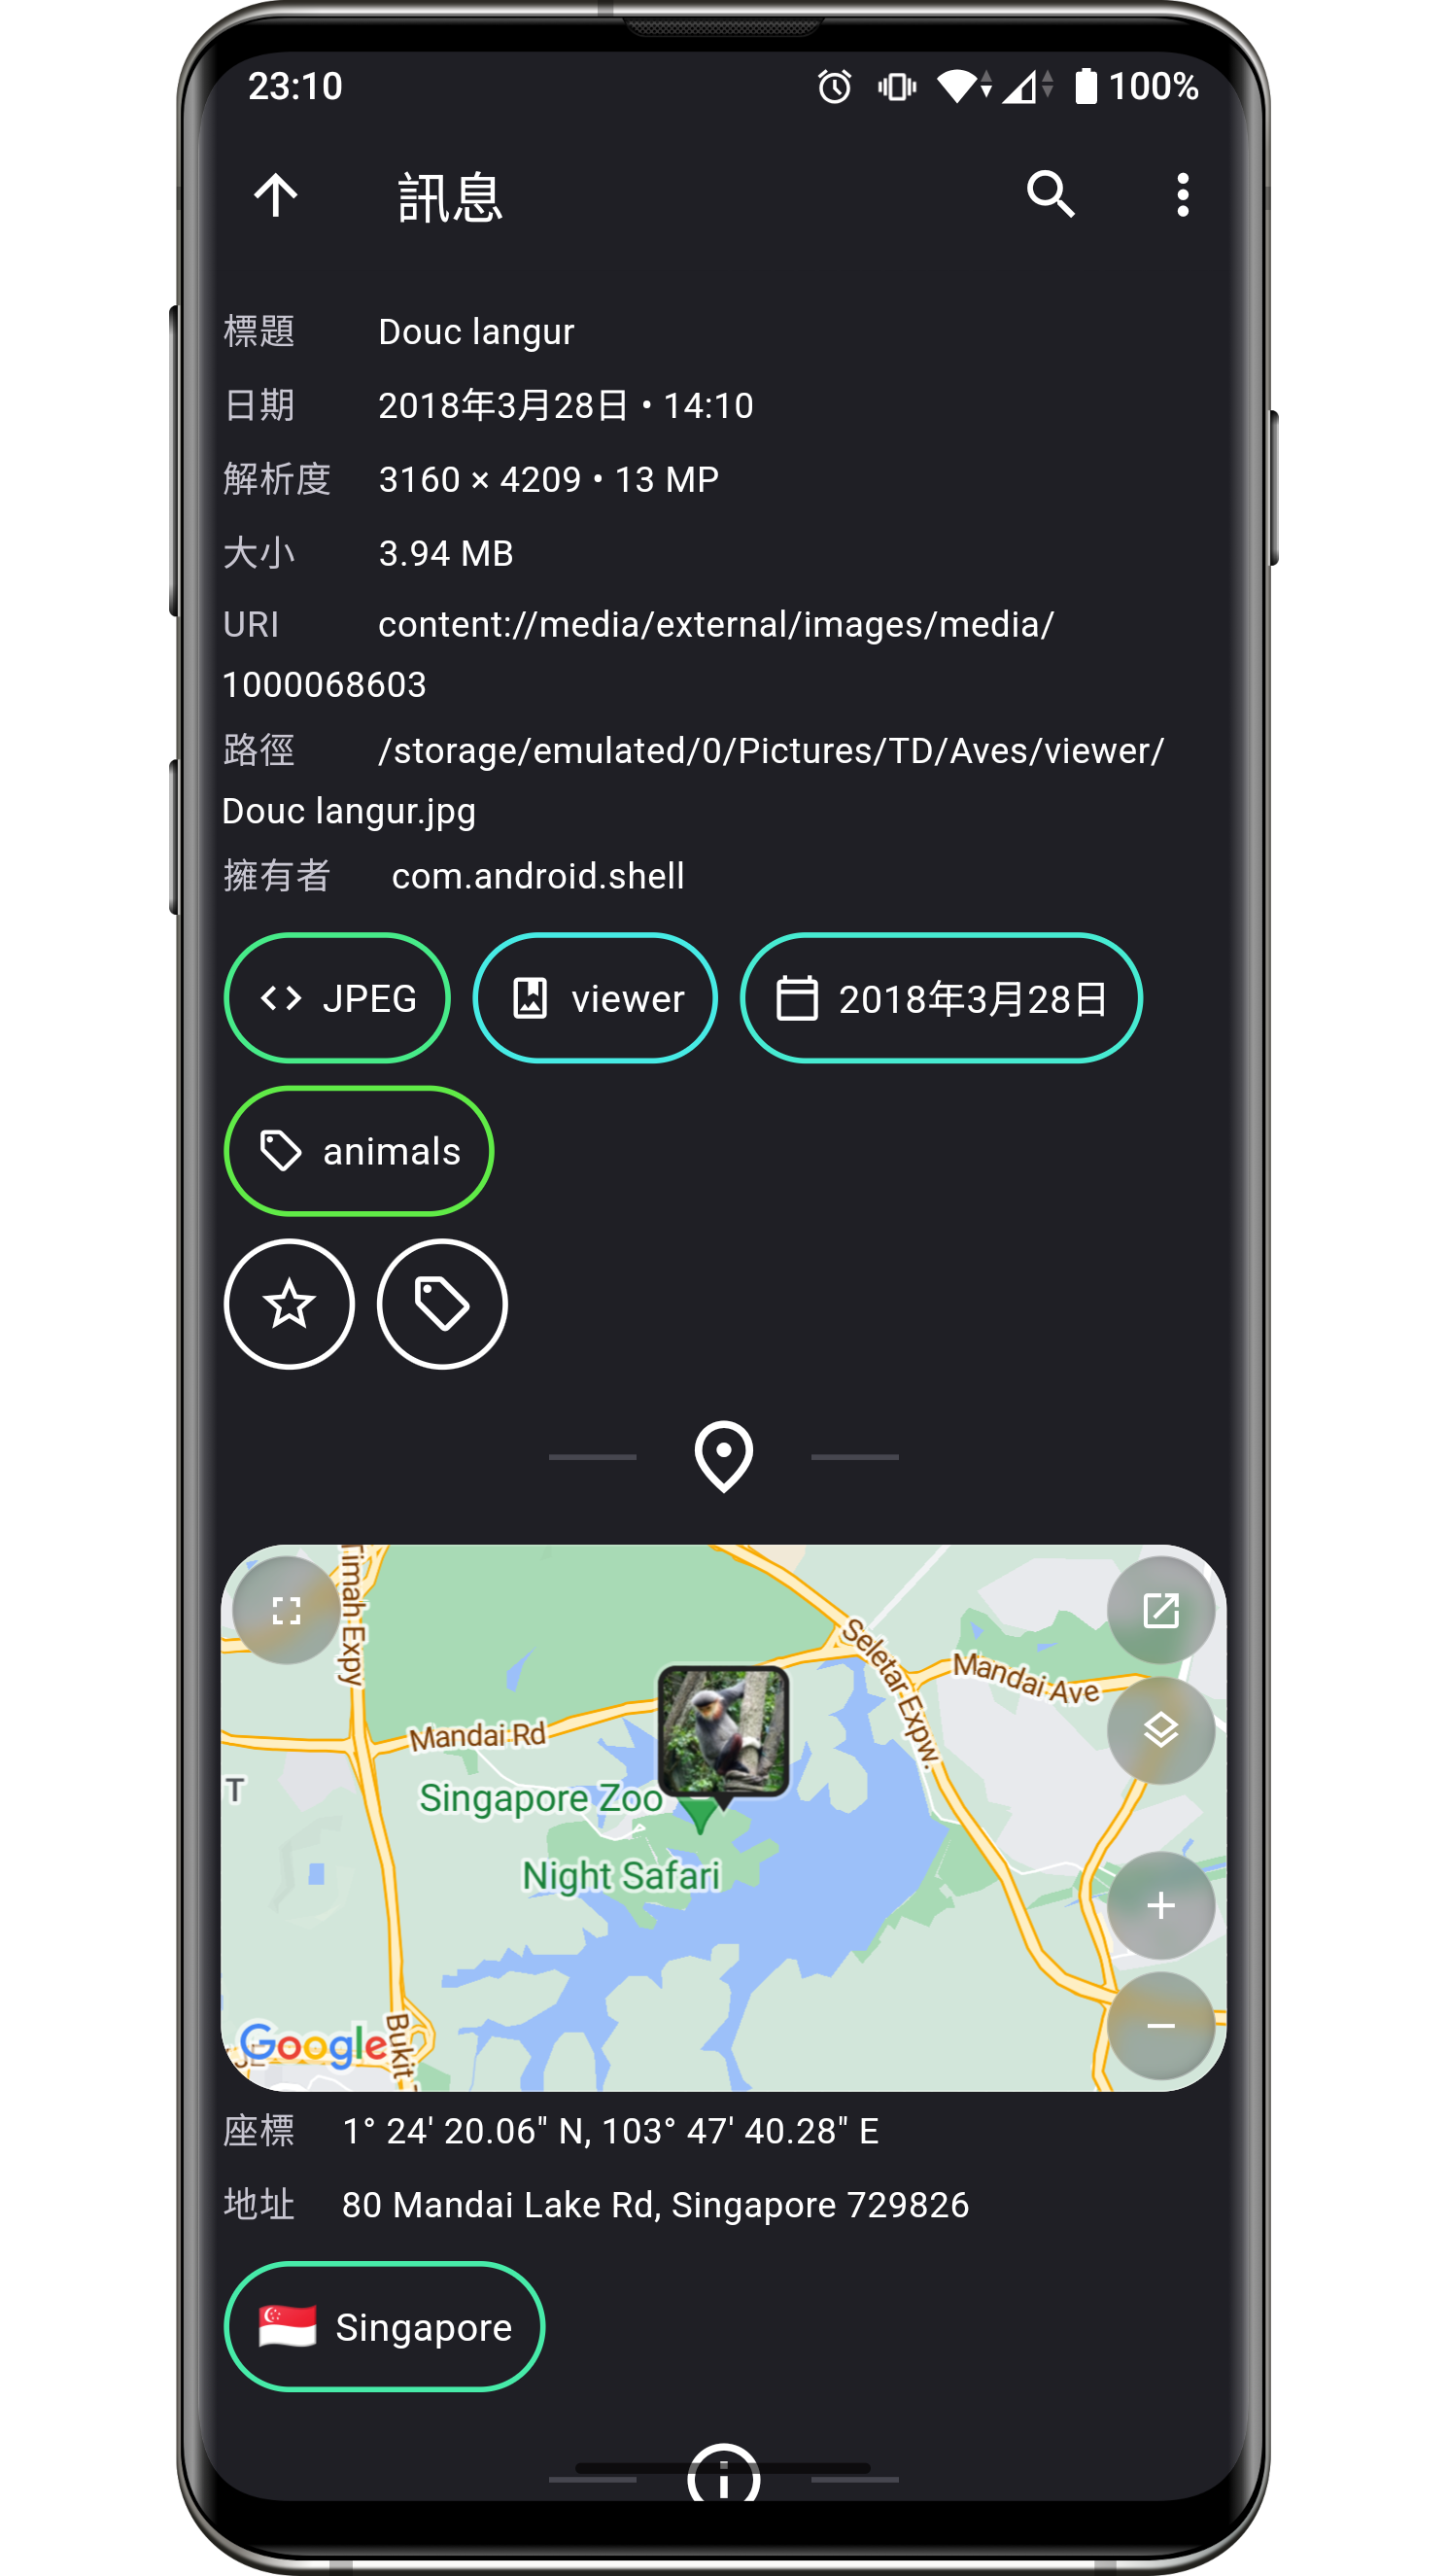 23:10 100%
訊息
標題 Douc langur
日期 2018年3月28日 • 14:10
解析度 3160 × 4209 • 13 MP
大小 3.94 MB
URI content://media/external/images/media/
1000068603
路徑 /storage/emulated/0/Pictures/TD/Aves/viewer/
Douc langur.jpg
擁有者 com.android.shell
JPEG viewer 2018年3月28日
animals
Timah Expy
Seletar Expw.
Mandai Ave
Mandai Rd
T
Singapore Zoo
Night Safari
Google
Bukit
座標 1° 24' 20.06" N, 103° 47' 40.28" E
地址 80 Mandai Lake Rd, Singapore 729826
Singapore